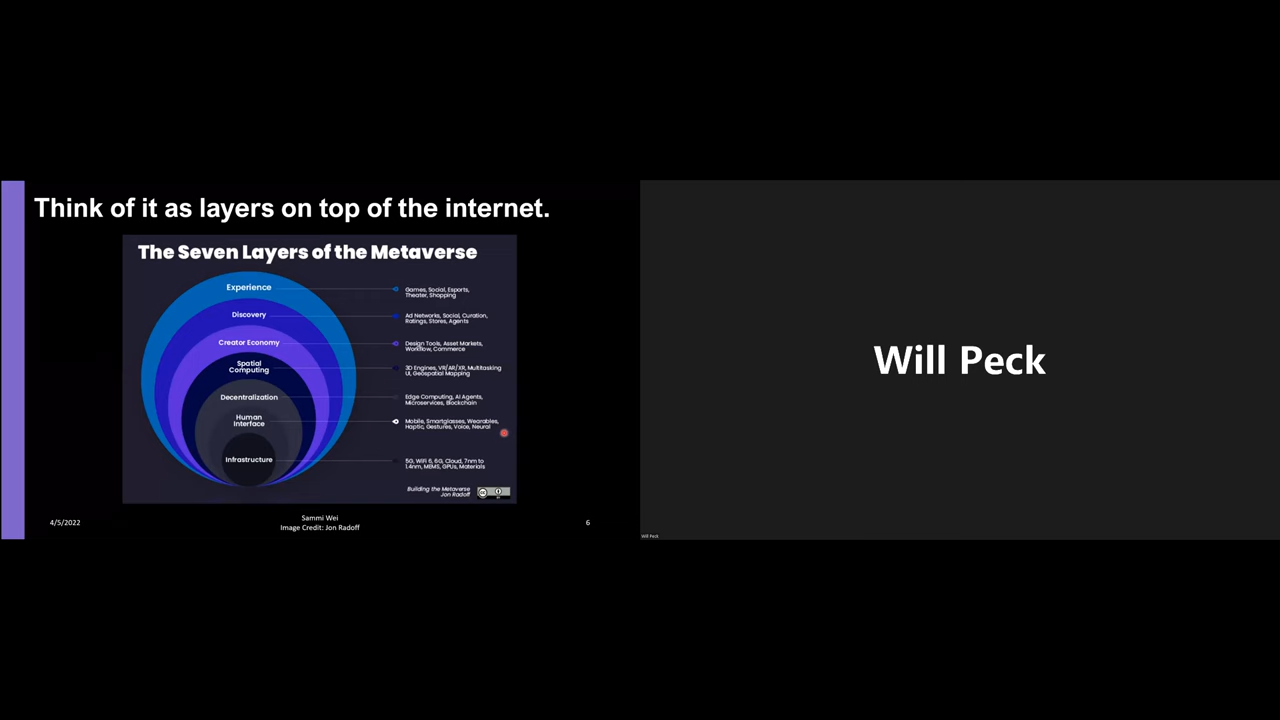 Think of it as layers on top of the internet.
The Seven Layers of the Metaverse
Experience
Games, Social, Esports,
Theater, Shopping
Discovery
Ad Networks, Social, Curation,
Ratings, Stores, Agents
Creator Economy
Design Tools, Asset Markets,
Workflow, Commerce
Spatial
Computing
3D Engines, VR/AR/XR, Multitasking
UI, Geospatial Mapping
Decentralization
Edge Computing, AI Agents,
Microservices, Blockchain
Human
Interface
Mobile, Smartglasses, Wearables,
Haptic, Gestures, Voice, Neural
Infrastructure
5G, WiFi 6, 6G, Cloud, 7nm to
1.4nm, MEMS, GPUs, Materials
Building the Metaverse
Jon Radoff
4/5/2022
Sammi Wei
Image Credit: Jon Radoff
6
Will Peck
Will Peck